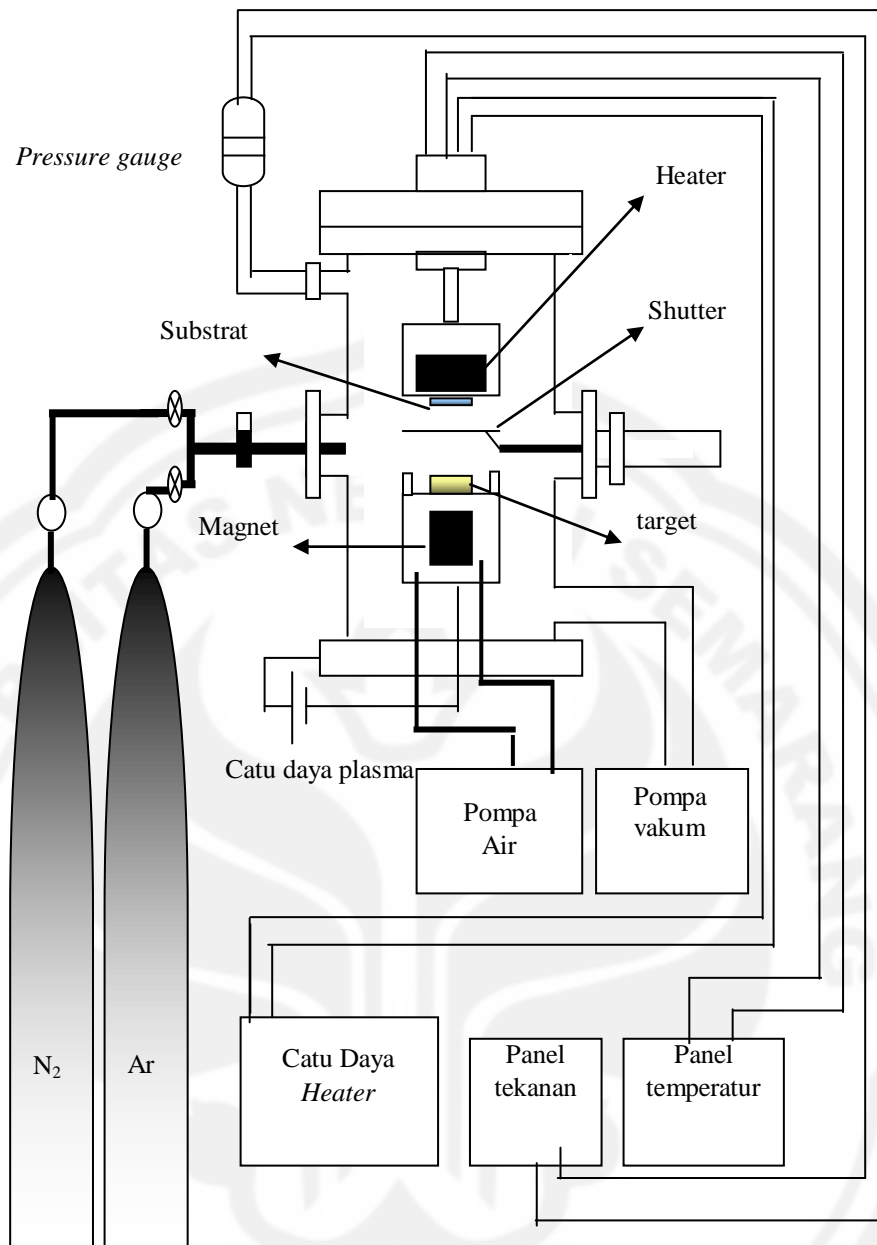 Pressure gauge
Heater
Shutter
Substrat
Magnet
target
Catu daya plasma
Pompa
Air
Pompa
vakum
N₂
Ar
Catu Daya
Heater
Panel
tekanan
Panel
temperatur
SEMARANG